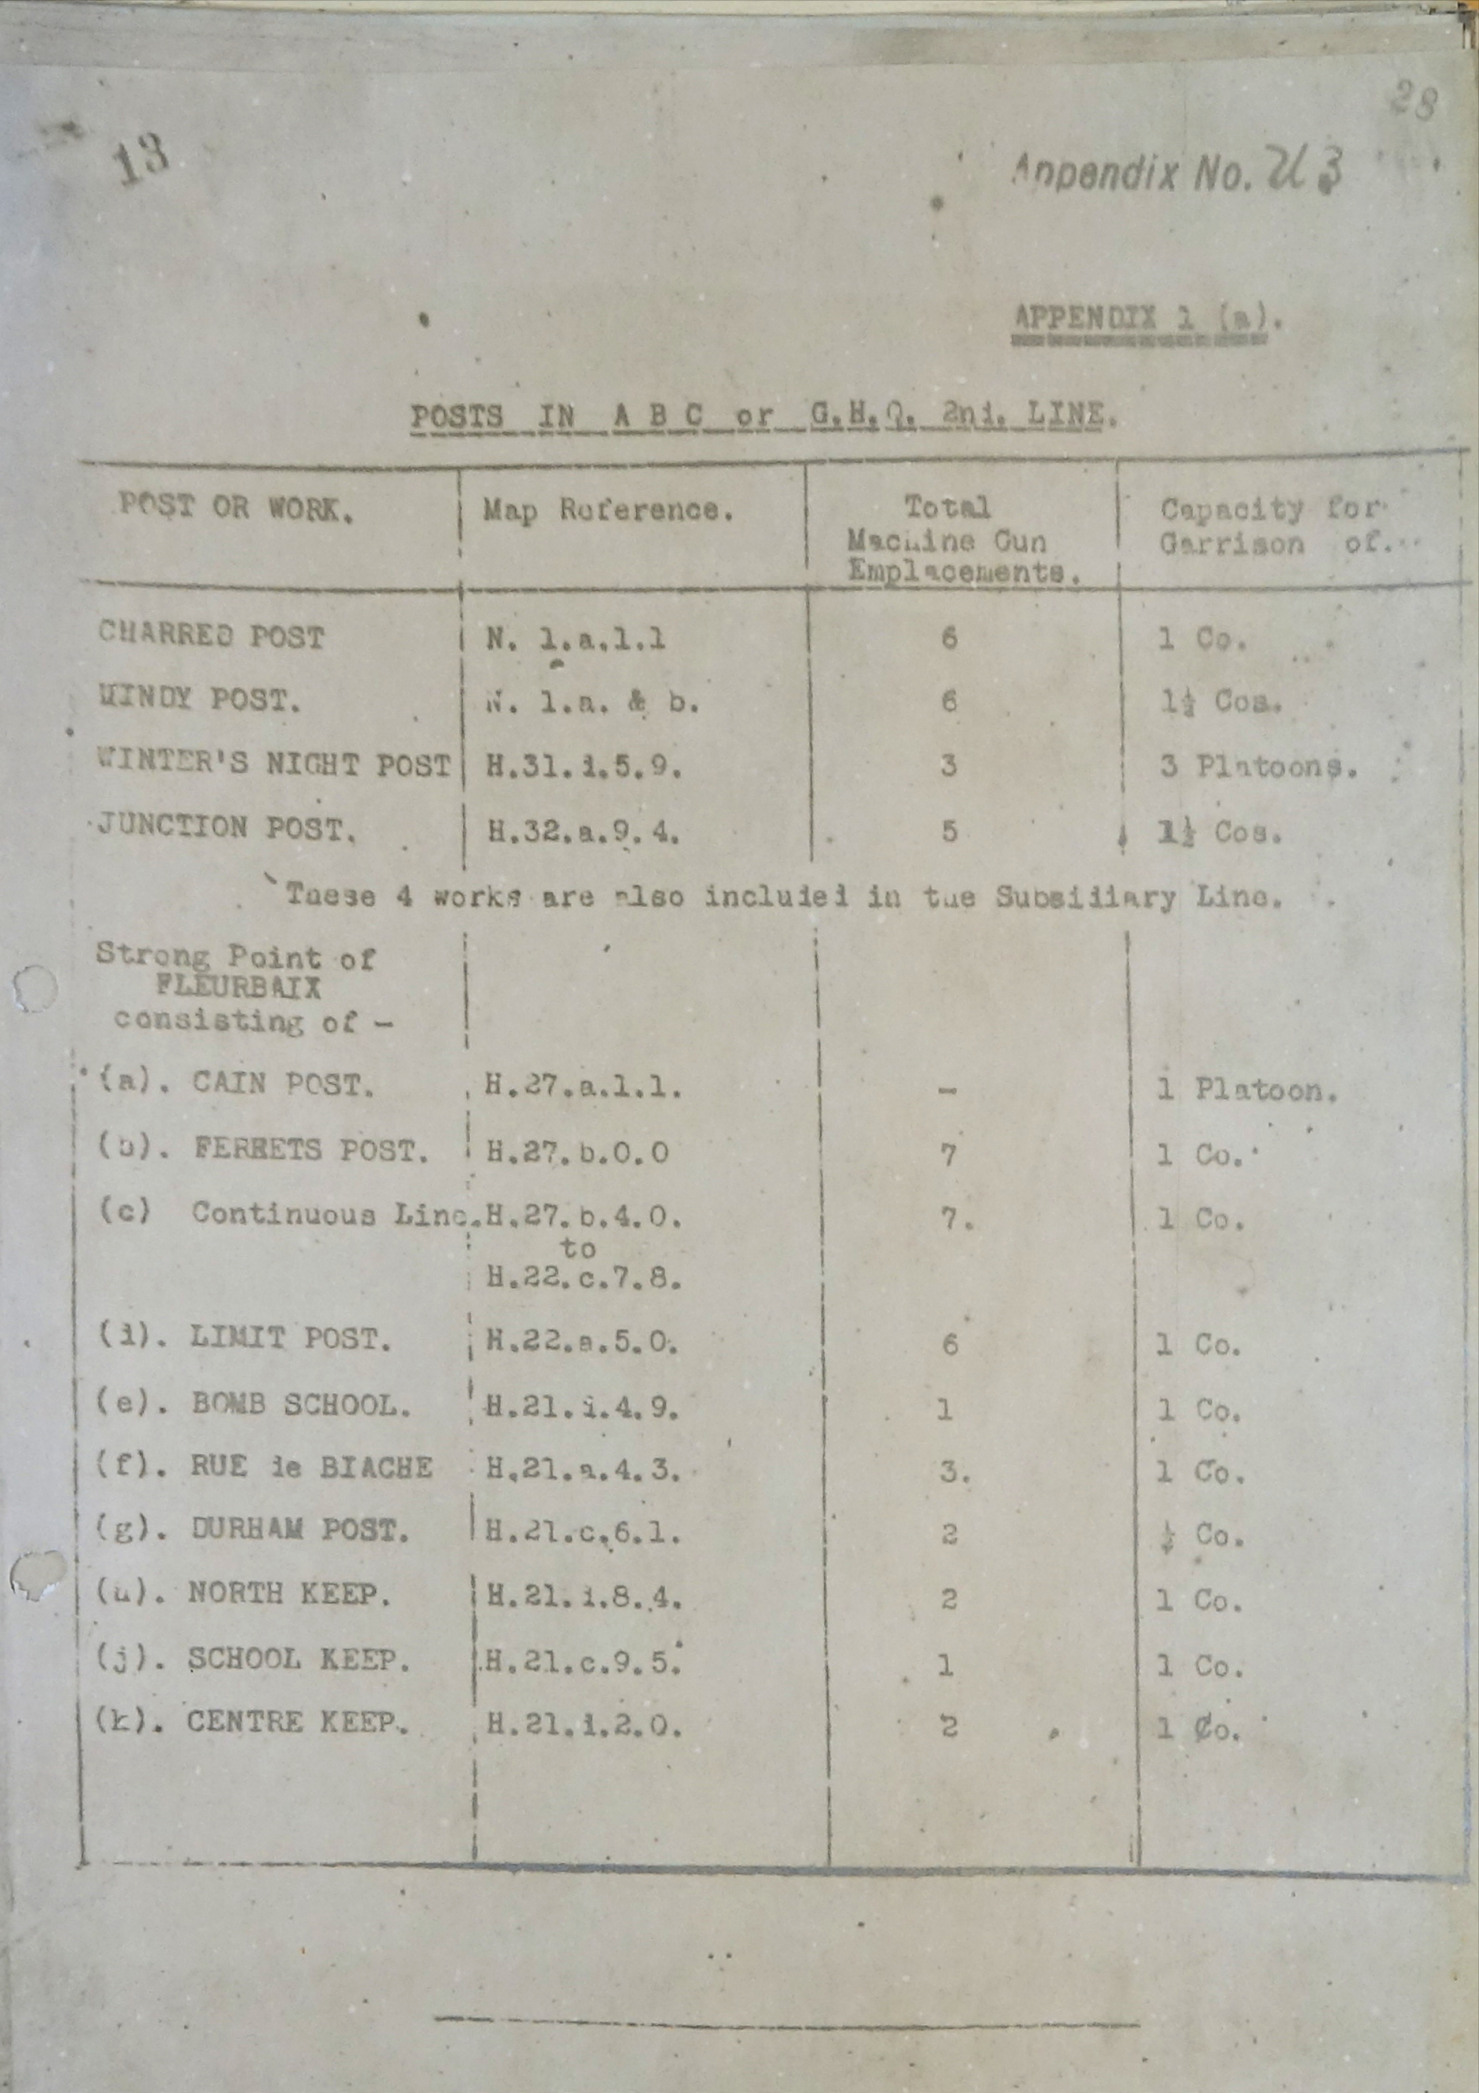 28
13
Appendix No. U3
APPENDIX 1 (a).
POSTS IN A B C or G.H.Q. 2nd. LINE.
POST OR WORK. Map Reference. Total Machine Gun Emplacements. Capacity for Garrison of.
CHARRED POST N. 1.a.1.1 6 1 Co.
WINDY POST. N. 1.a. & b. 6 1½ Cos.
WINTER'S NIGHT POST H.31.d.5.9. 3 3 Platoons.
JUNCTION POST. H.32.a.9.4. 5 1½ Cos.
These 4 works are also included in the Subsidiary Line.
Strong Point of
FLEURBAIX
consisting of -
(a). CAIN POST. H.27.a.1.1. - 1 Platoon.
(b). FERRETS POST. H.27.b.0.0 7 1 Co.
(c) Continuous Line. H.27.b.4.0. 7. 1 Co.
to
H.22.c.7.8.
(d). LIMIT POST. H.22.a.5.0. 6 1 Co.
(e). BOMB SCHOOL. H.21.d.4.9. 1 1 Co.
(f). RUE de BIACHE H.21.a.4.3. 3. 1 Co.
(g). DURHAM POST. H.21.c.6.1. 2 ½ Co.
(h). NORTH KEEP. H.21.d.8.4. 2 1 Co.
(j). SCHOOL KEEP. H.21.c.9.5. 1 1 Co.
(k). CENTRE KEEP. H.21.d.2.0. 2 1 Co.